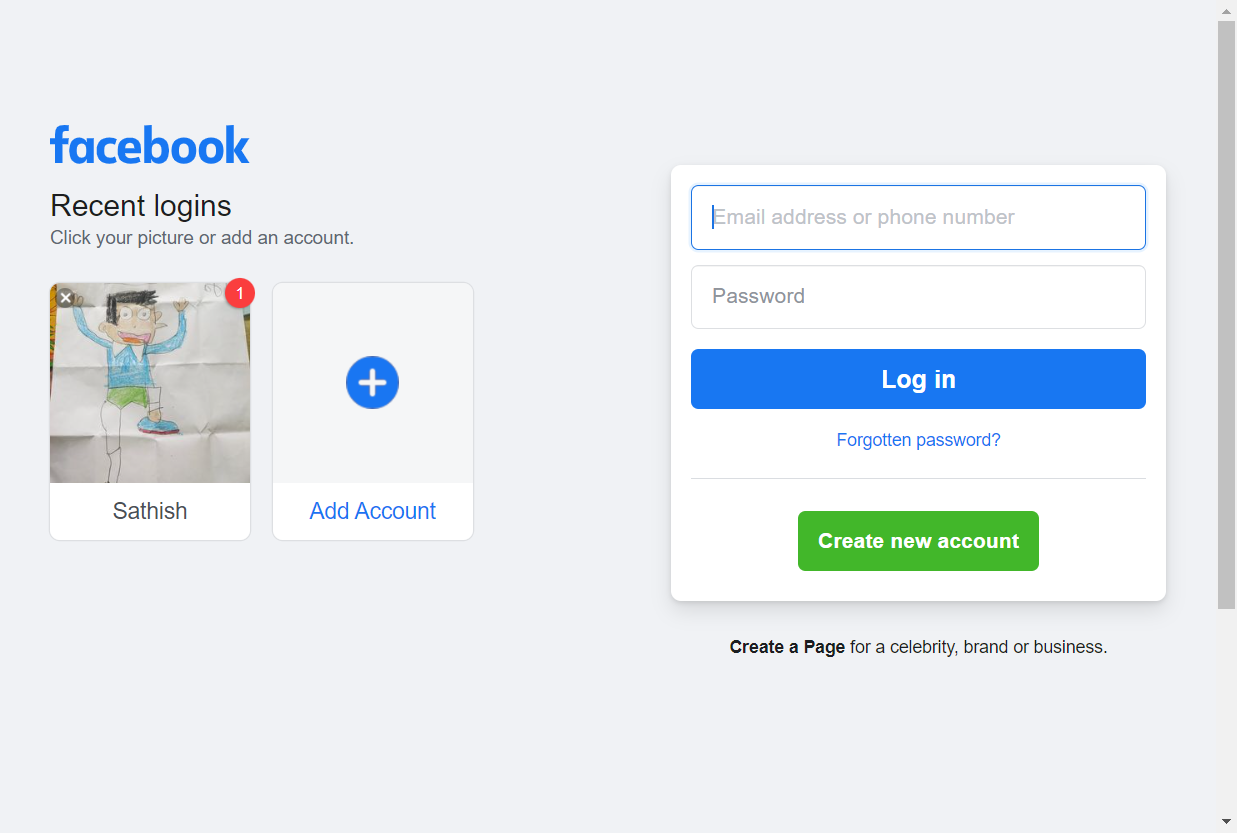 facebook
Recent logins
Click your picture or add an account.
1
Sathish
Add Account
Email address or phone number
Password
Log in
Forgotten password?
Create new account
Create a Page for a celebrity, brand or business.